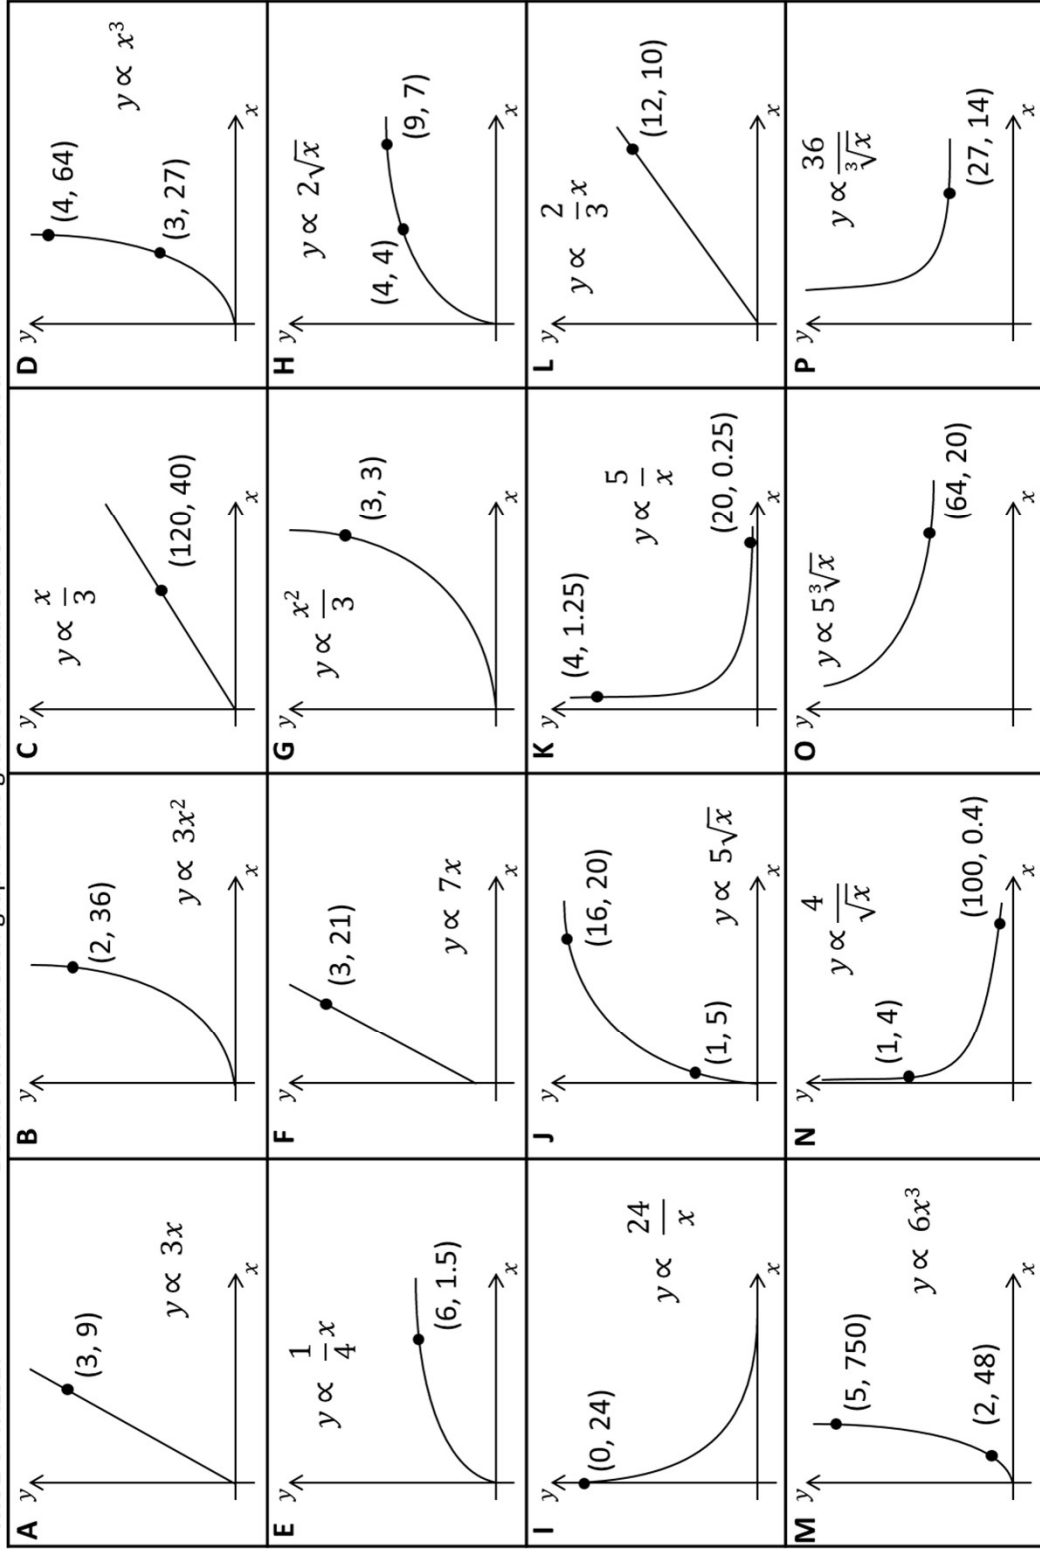 A
y
(3, 9)
y ∝ 3x
x
B
y
(2, 36)
y ∝ 3x²
x
C
y
y ∝ x/3
(120, 40)
x
D
y
y ∝ x³
(4, 64)
(3, 27)
x
E
y
y ∝ 1/4 x
(6, 1.5)
x
F
y
(3, 21)
y ∝ 7x
x
G
y
y ∝ x²/3
(3, 3)
x
H
y
y ∝ 2√x
(4, 4)
(9, 7)
x
I
y
(0, 24)
y ∝ 24/x
x
J
y
(16, 20)
(1, 5)
y ∝ 5√x
x
K
y
(4, 1.25)
y ∝ 5/x
(20, 0.25)
x
L
y
y ∝ 2/3 x
(12, 10)
x
M
y
(5, 750)
y ∝ 6x³
(2, 48)
x
N
y
y ∝ 4/√x
(1, 4)
(100, 0.4)
x
O
y
y ∝ 5∛x
(64, 20)
x
P
y
y ∝ 36/∛x
(27, 14)
x